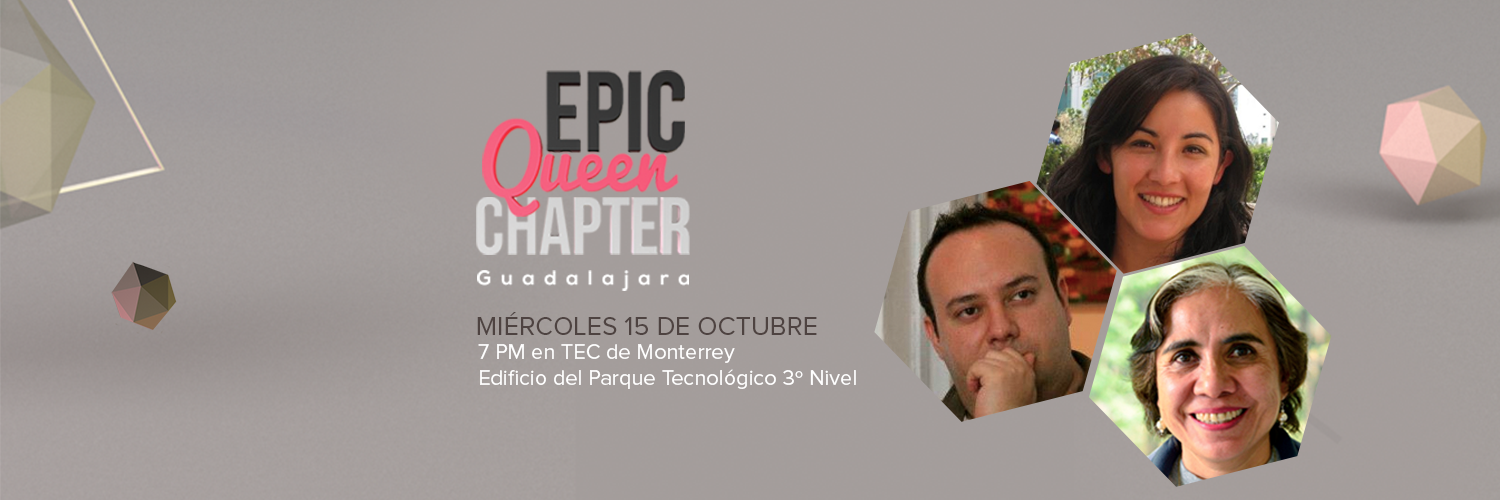 EPIC
Queen
CHAPTER
Guadalajara
MIÉRCOLES 15 DE OCTUBRE
7 PM en TEC de Monterrey
Edificio del Parque Tecnológico 3º Nivel